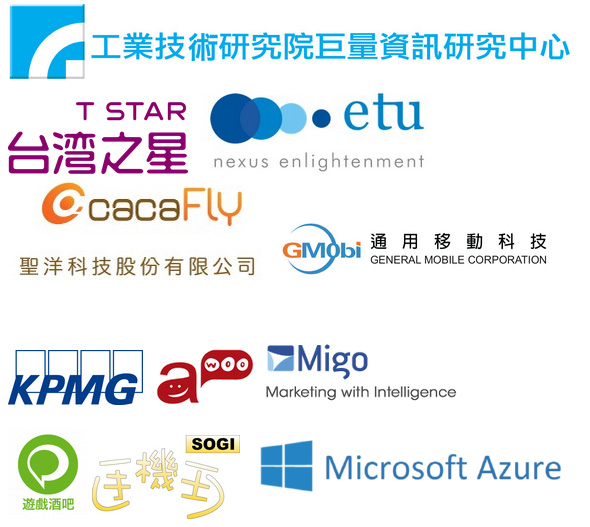 工業技術研究院巨量資訊研究中心
T STAR
台湾之星
etu
nexus enlightenment
cacaFly
聖洋科技股份有限公司
GMobi
通用移動科技
GENERAL MOBILE CORPORATION
KPMG
a
woo
Migo
Marketing with Intelligence
遊戲酒吧
SOGI
手機王
Microsoft Azure